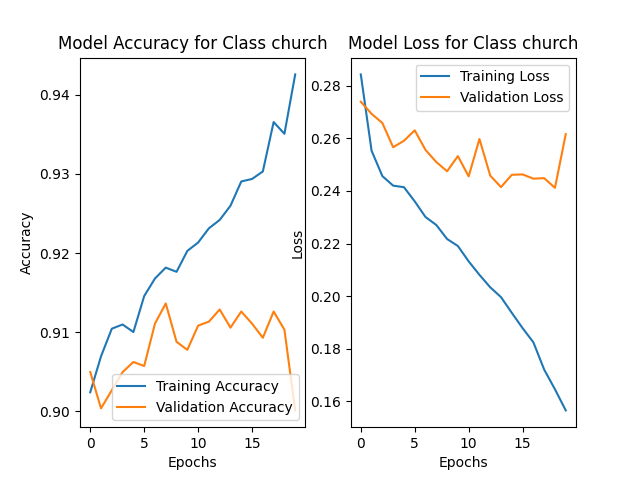 Model Accuracy for Class church
0.94
0.93
0.92
0.91
0.90
Accuracy
Training Accuracy
Validation Accuracy
0 5 10 15
Epochs
Model Loss for Class church
Training Loss
Validation Loss
0.28
0.26
0.24
0.22
0.20
0.18
0.16
Loss
0 5 10 15
Epochs